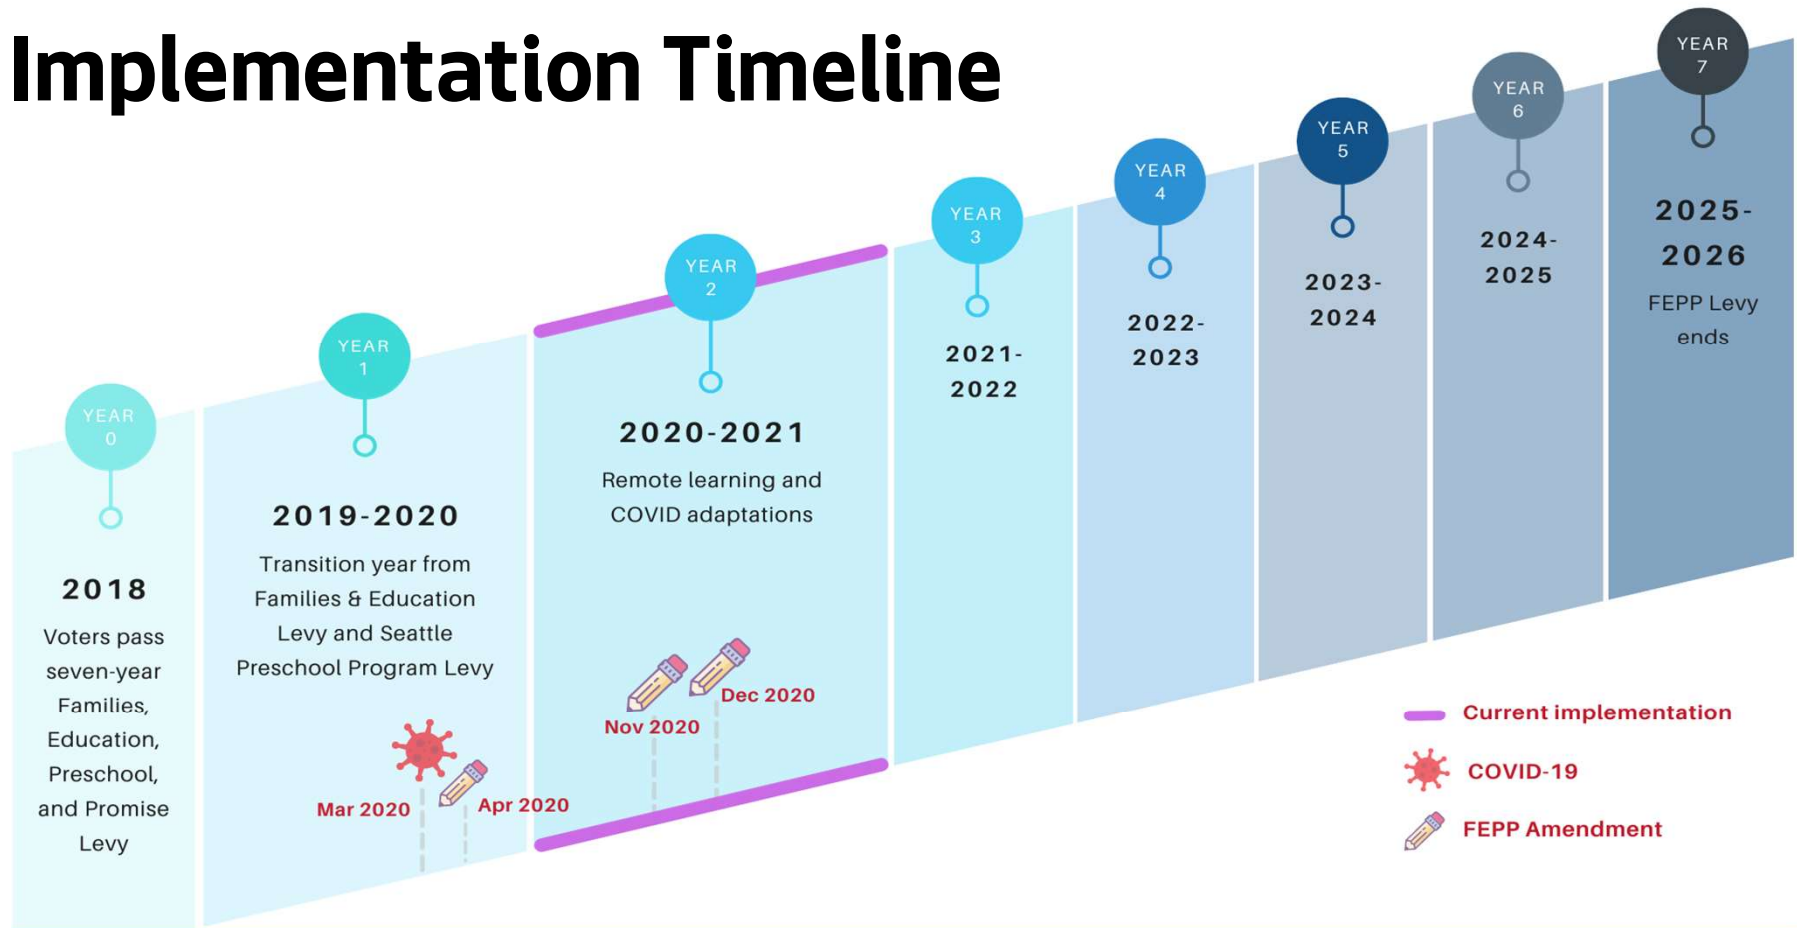 Implementation Timeline
YEAR
0
2018
Voters pass
seven-year
Families,
Education,
Preschool,
and Promise
Levy
YEAR
1
2019-2020
Transition year from
Families & Education
Levy and Seattle
Preschool Program Levy
Mar 2020
Apr 2020
YEAR
2
2020-2021
Remote learning and
COVID adaptations
Nov 2020
Dec 2020
YEAR
3
2021-
2022
YEAR
4
2022-
2023
YEAR
5
2023-
2024
YEAR
6
2024-
2025
YEAR
7
2025-
2026
FEPP Levy
ends
Current implementation
COVID-19
FEPP Amendment